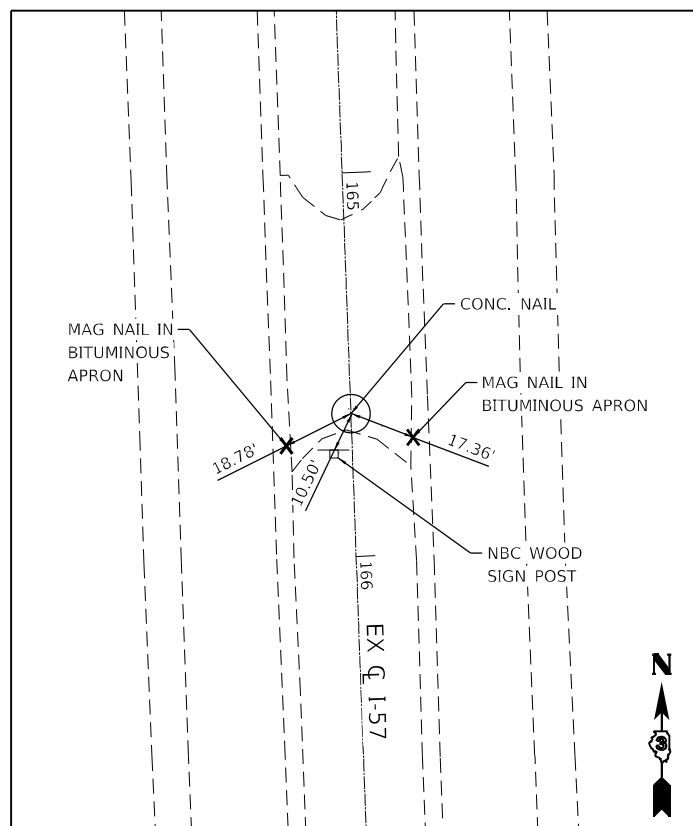 165
CONC. NAIL
MAG NAIL IN
BITUMINOUS
APRON
MAG NAIL IN
BITUMINOUS APRON
18.78'
17.36'
10.50'
NBC WOOD
SIGN POST
166
EX ℄ I-57
N
3